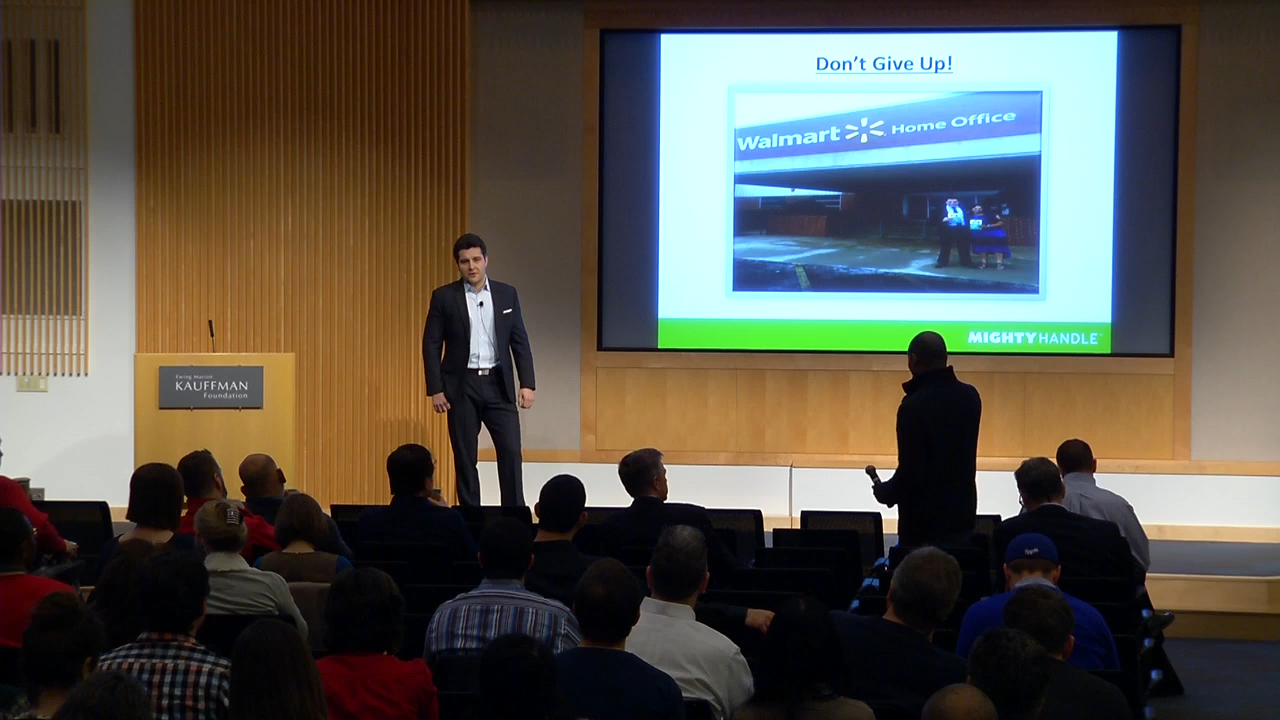 Don't Give Up!
Walmart Home Office
MIGHTYHANDLE
Ewing Marion
KAUFFMAN
Foundation